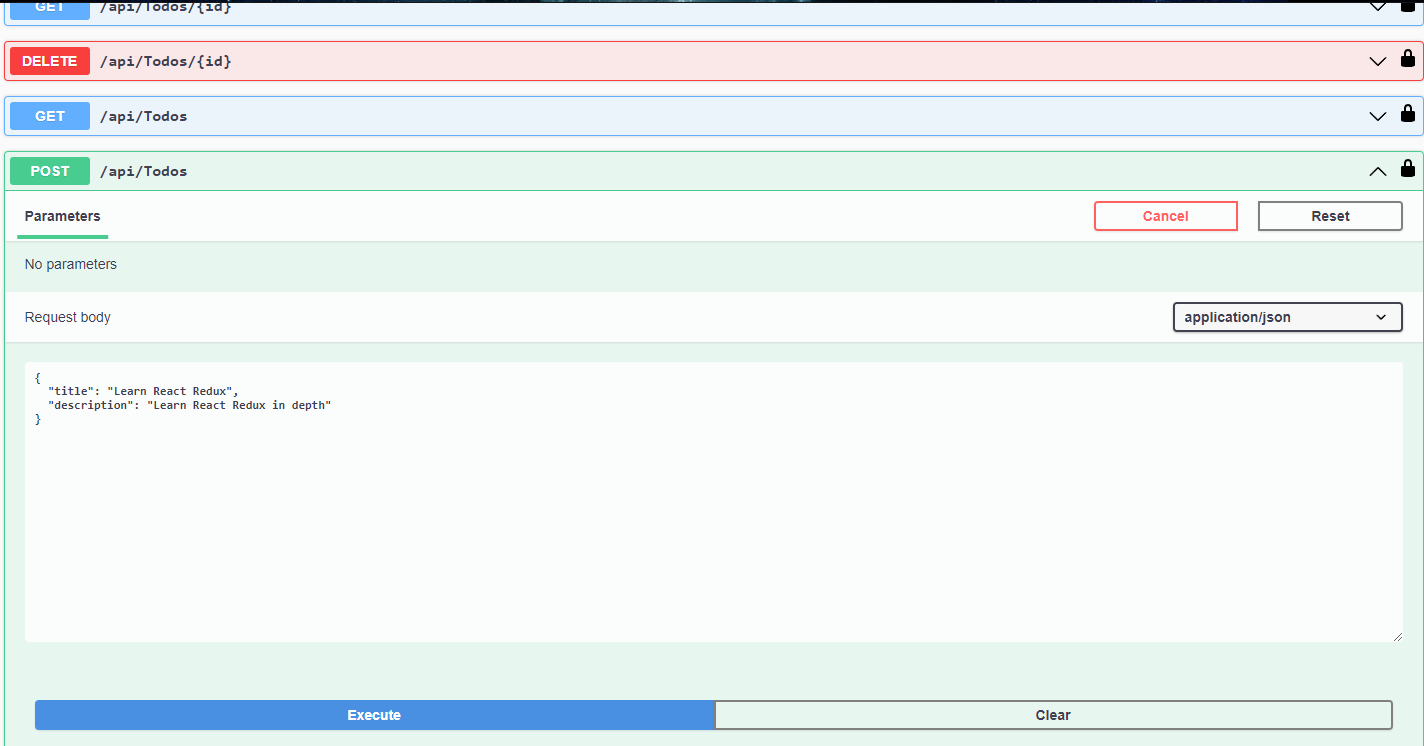 GET /api/Todos/{id}
DELETE /api/Todos/{id}
GET /api/Todos
POST /api/Todos
Parameters Cancel Reset
No parameters
Request body application/json
{
"title": "Learn React Redux",
"description": "Learn React Redux in depth"
}
Execute Clear